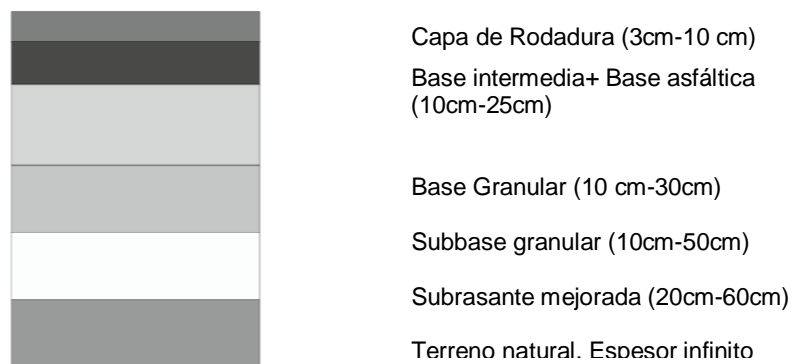 Capa de Rodadura (3cm-10 cm)
Base intermedia+ Base asfáltica
(10cm-25cm)
Base Granular (10 cm-30cm)
Subbase granular (10cm-50cm)
Subrasante mejorada (20cm-60cm)
Terreno natural. Espesor infinito